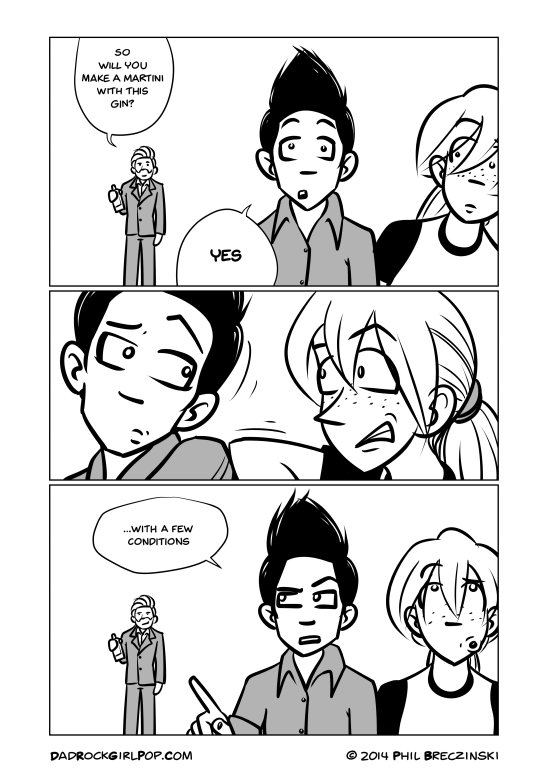 SO
WILL YOU
MAKE A MARTINI
WITH THIS
GIN?
YES
...WITH A FEW
CONDITIONS
DADROCKGIRLPOP.COM
© 2014 PHIL BRECZINSKI